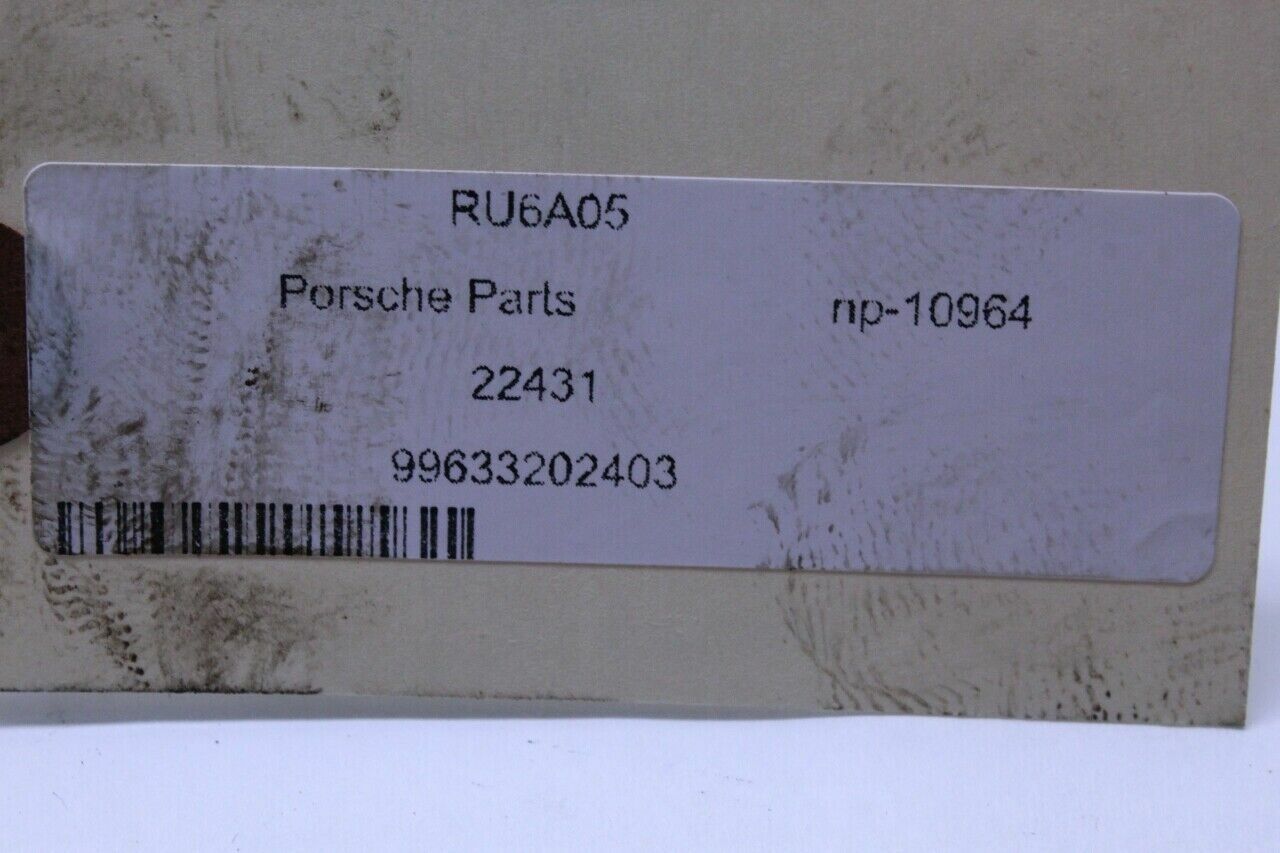 RU6A05
Porsche Parts np-10964
22431
99633202403